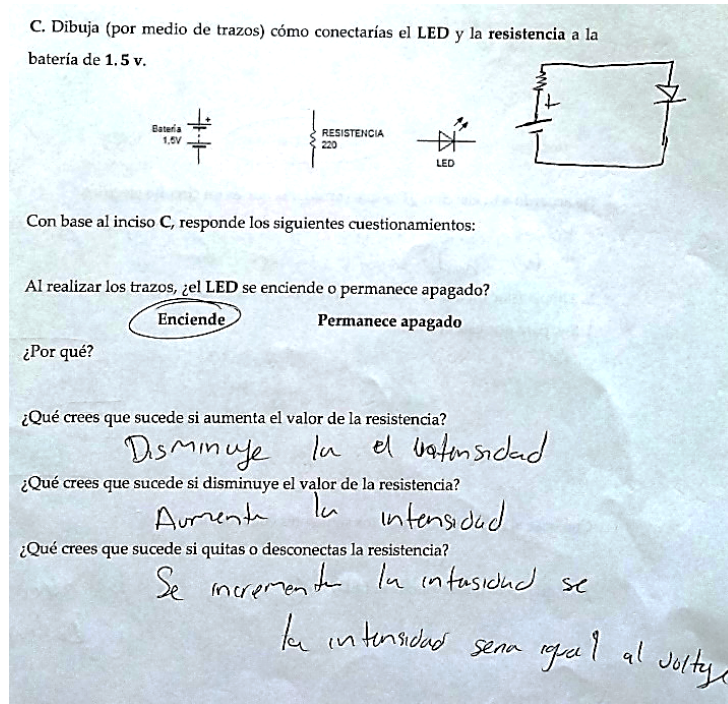 C. Dibuja (por medio de trazos) cómo conectarías el LED y la resistencia a la
batería de 1.5 v.
Batería
1,5V
+
RESISTENCIA
220
LED
+
Con base al inciso C, responde los siguientes cuestionamientos:
Al realizar los trazos, ¿el LED se enciende o permanece apagado?
Enciende Permanece apagado
¿Por qué?
¿Qué crees que sucede si aumenta el valor de la resistencia?
Disminuye la el
¿Qué crees que sucede si disminuye el valor de la resistencia?
Aumenta la intensidad
¿Qué crees que sucede si quitas o desconectas la resistencia?
Se incrementa la intusidad se
la intensidad seria igual al